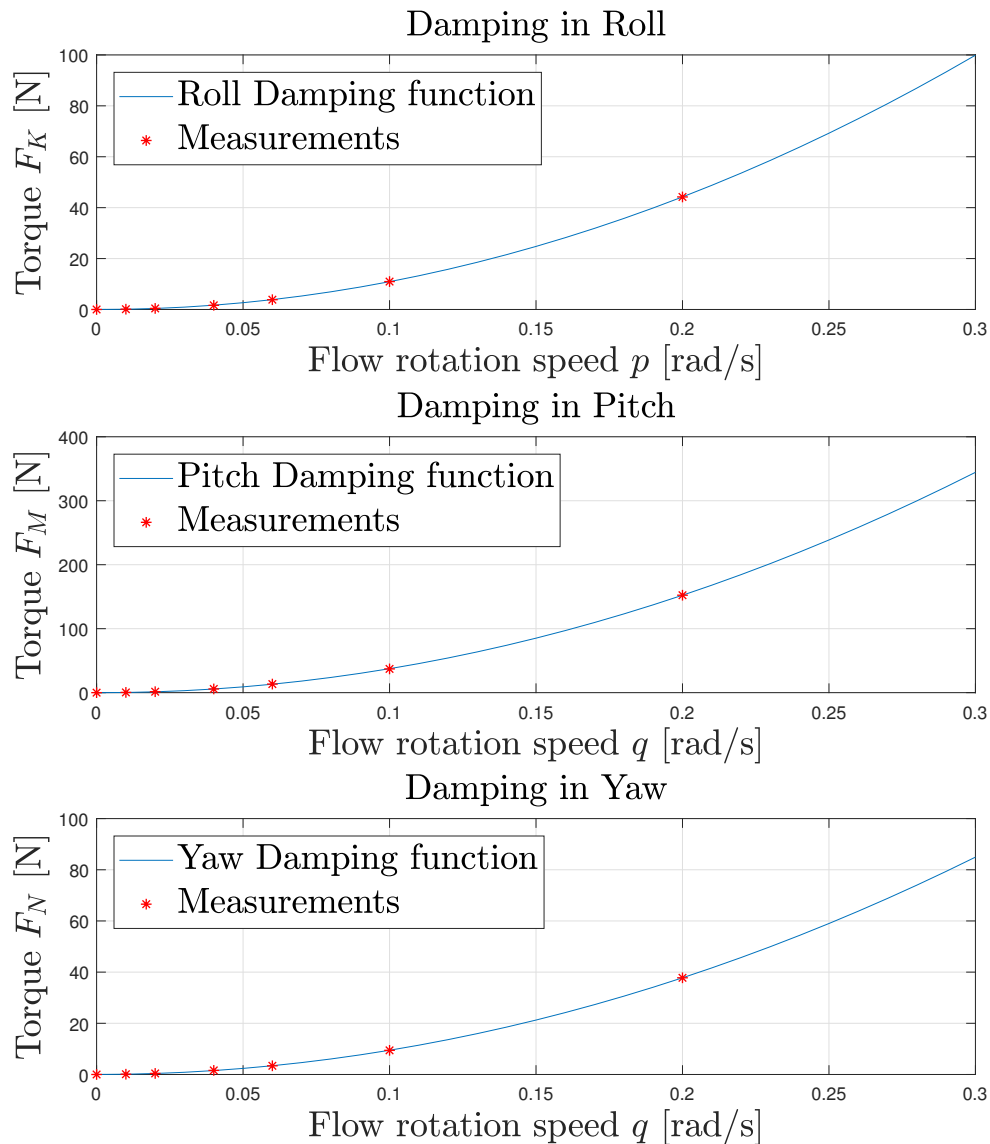 Damping in Roll
Torque F_K [N]
100
80
60
40
20
0
Roll Damping function
Measurements
0 0.05 0.1 0.15 0.2 0.25 0.3
Flow rotation speed p [rad/s]
Damping in Pitch
Torque F_M [N]
400
300
200
100
0
Pitch Damping function
Measurements
0 0.05 0.1 0.15 0.2 0.25 0.3
Flow rotation speed q [rad/s]
Damping in Yaw
Torque F_N [N]
100
80
60
40
20
0
Yaw Damping function
Measurements
0 0.05 0.1 0.15 0.2 0.25 0.3
Flow rotation speed q [rad/s]